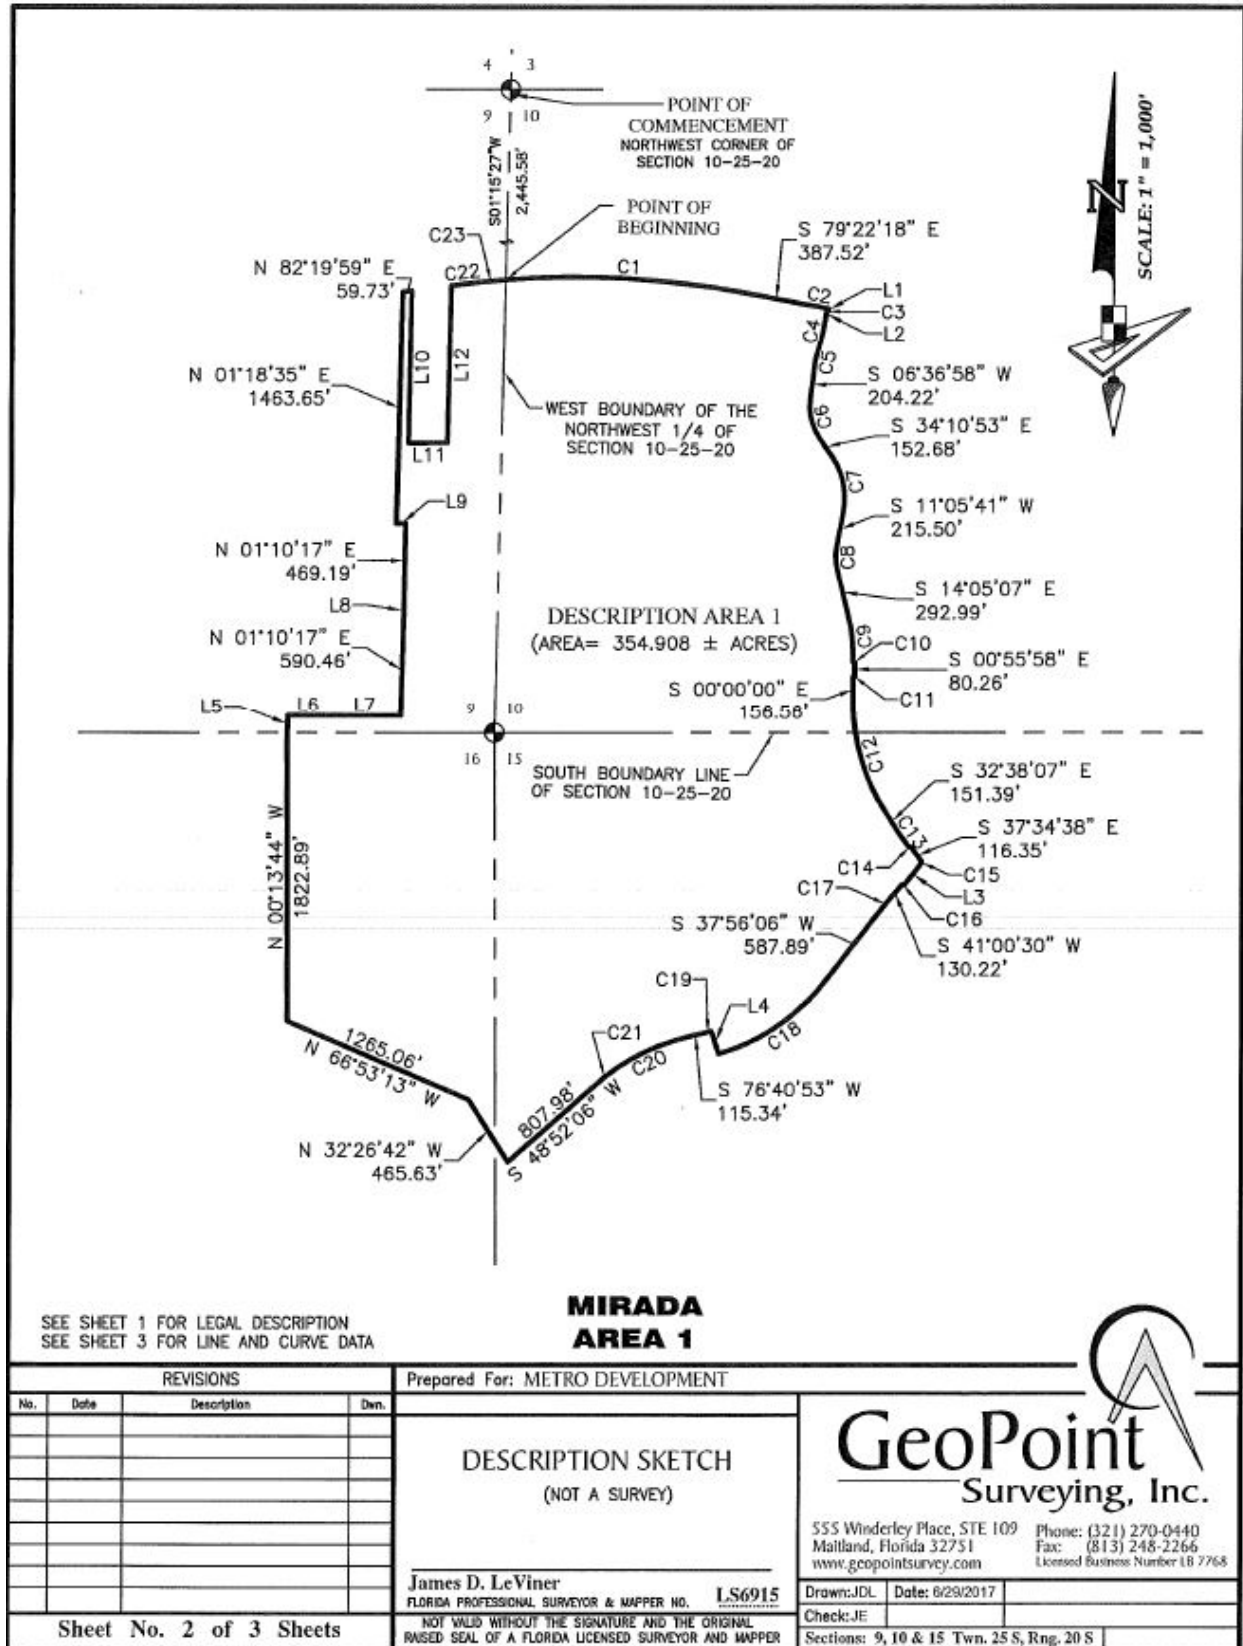 4 3
9 10
POINT OF
COMMENCEMENT
NORTHWEST CORNER OF
SECTION 10-25-20
S01°15'27"W
2,445.58'
POINT OF
BEGINNING
S 79°22'18" E
387.52'
N
SCALE: 1" = 1,000'
C23
C22
C1
C2
L1
C3
L2
C4
C5
N 82°19'59" E
59.73'
L10
L12
L11
N 01°18'35" E
1463.65'
WEST BOUNDARY OF THE
NORTHWEST 1/4 OF
SECTION 10-25-20
S 06°36'58" W
204.22'
C6
S 34°10'53" E
152.68'
C7
L9
S 11°05'41" W
215.50'
C8
N 01°10'17" E
469.19'
L8
S 14°05'07" E
292.99'
DESCRIPTION AREA 1
(AREA= 354.908 ± ACRES)
N 01°10'17" E
590.46'
C9
C10
S 00°55'58" E
80.26'
S 00°00'00" E
156.58'
C11
L5
L6
L7
9 10
16 15
SOUTH BOUNDARY LINE
OF SECTION 10-25-20
C12
S 32°38'07" E
151.39'
C13
S 37°34'38" E
116.35'
C14
C15
L3
C17
C16
N 00°13'44" W
1822.89'
S 37°56'06" W
587.89'
S 41°00'30" W
130.22'
C19
L4
C18
C21
C20
1265.06'
N 66°53'13" W
807.98'
S 48°52'06" W
S 76°40'53" W
115.34'
N 32°26'42" W
465.63'
MIRADA
AREA 1
SEE SHEET 1 FOR LEGAL DESCRIPTION
SEE SHEET 3 FOR LINE AND CURVE DATA
REVISIONS
No. Date Description Dwn.
Sheet No. 2 of 3 Sheets
Prepared For: METRO DEVELOPMENT
DESCRIPTION SKETCH
(NOT A SURVEY)
James D. LeViner
FLORIDA PROFESSIONAL SURVEYOR & MAPPER NO. LS6915
NOT VALID WITHOUT THE SIGNATURE AND THE ORIGINAL
RAISED SEAL OF A FLORIDA LICENSED SURVEYOR AND MAPPER
GeoPoint
Surveying, Inc.
555 Winderley Place, STE 109
Maitland, Florida 32751
www.geopointsurvey.com
Phone: (321) 270-0440
Fax: (813) 248-2266
Licensed Business Number LB 7768
Drawn:JDL Date: 6/29/2017
Check:JE
Sections: 9, 10 & 15 Twn. 25 S, Rng. 20 S